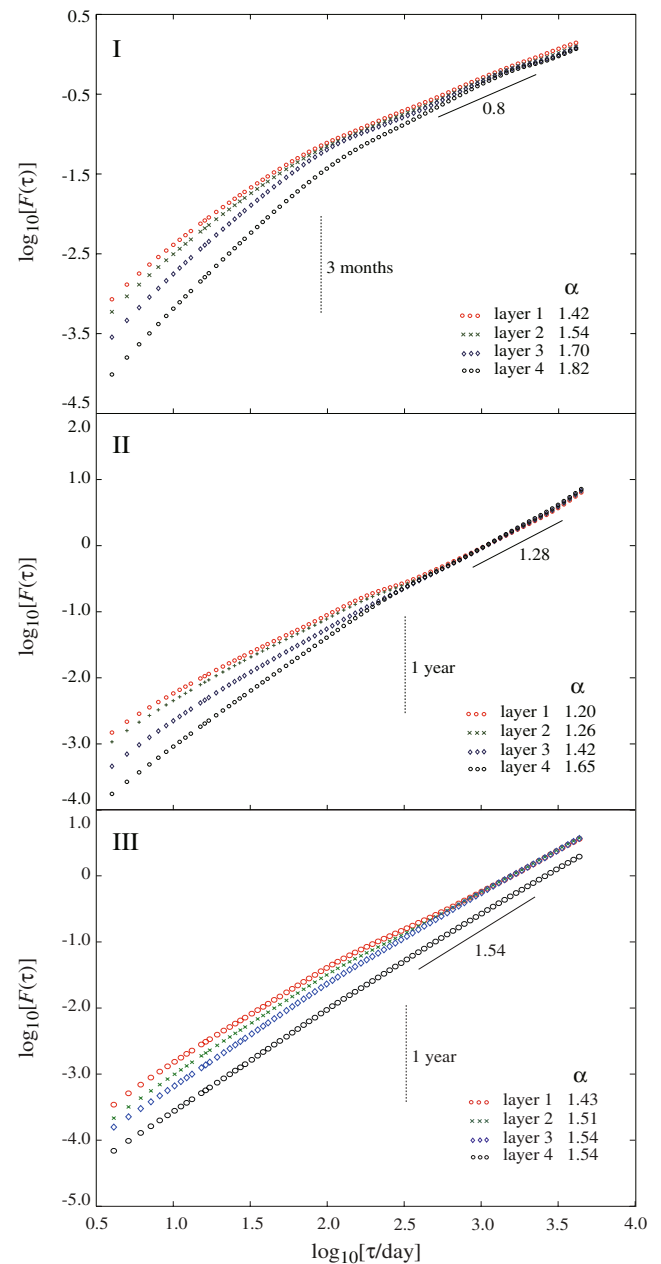 0.5
I
-0.5
0.8
log10[F(τ)]
-1.5
-2.5
3 months
α
layer 1 1.42
layer 2 1.54
layer 3 1.70
layer 4 1.82
-3.5
-4.5
II
1.0
0
1.28
log10[F(τ)]
-1.0
-2.0
1 year
α
layer 1 1.20
layer 2 1.26
layer 3 1.42
layer 4 1.65
-3.0
-4.0
1.0
III
0
-1.0
1.54
log10[F(τ)]
-2.0
-3.0
1 year
α
layer 1 1.43
layer 2 1.51
layer 3 1.54
layer 4 1.54
-4.0
-5.0
0.5 1.0 1.5 2.0 2.5 3.0 3.5 4.0
log10[τ/day]